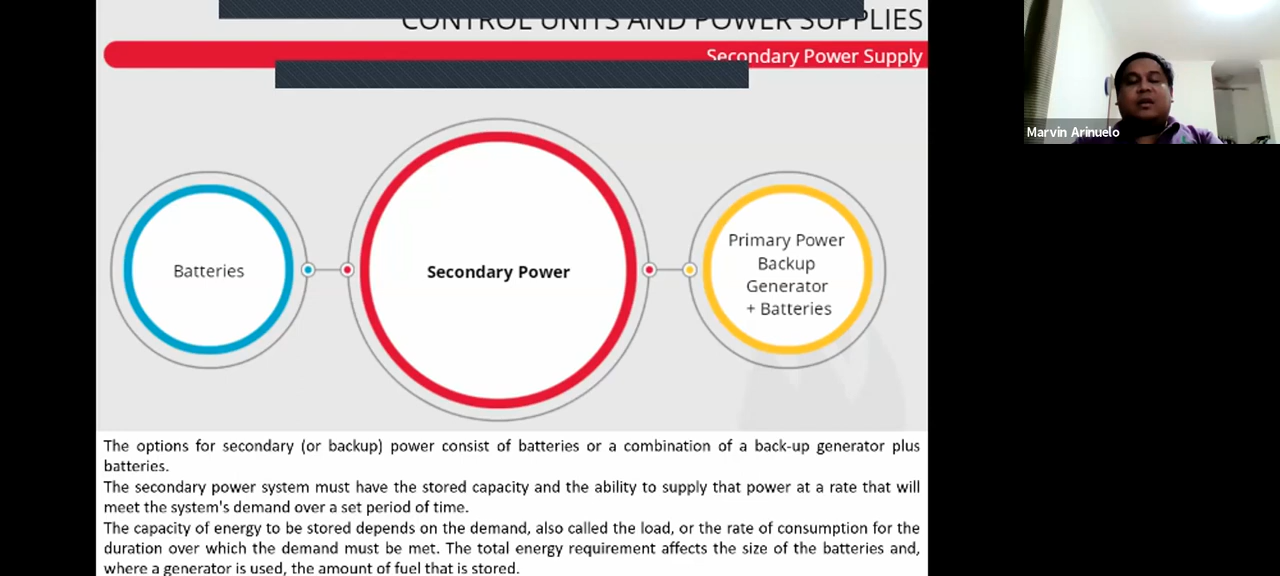 CONTROL UNITS AND POWER SUPPLIES
Secondary Power Supply
Marvin Arinuelo
Batteries
Secondary Power
Primary Power
Backup
Generator
+ Batteries
The options for secondary (or backup) power consist of batteries or a combination of a back-up generator plus
batteries.
The secondary power system must have the stored capacity and the ability to supply that power at a rate that will
meet the system's demand over a set period of time.
The capacity of energy to be stored depends on the demand, also called the load, or the rate of consumption for the
duration over which the demand must be met. The total energy requirement affects the size of the batteries and,
where a generator is used, the amount of fuel that is stored.